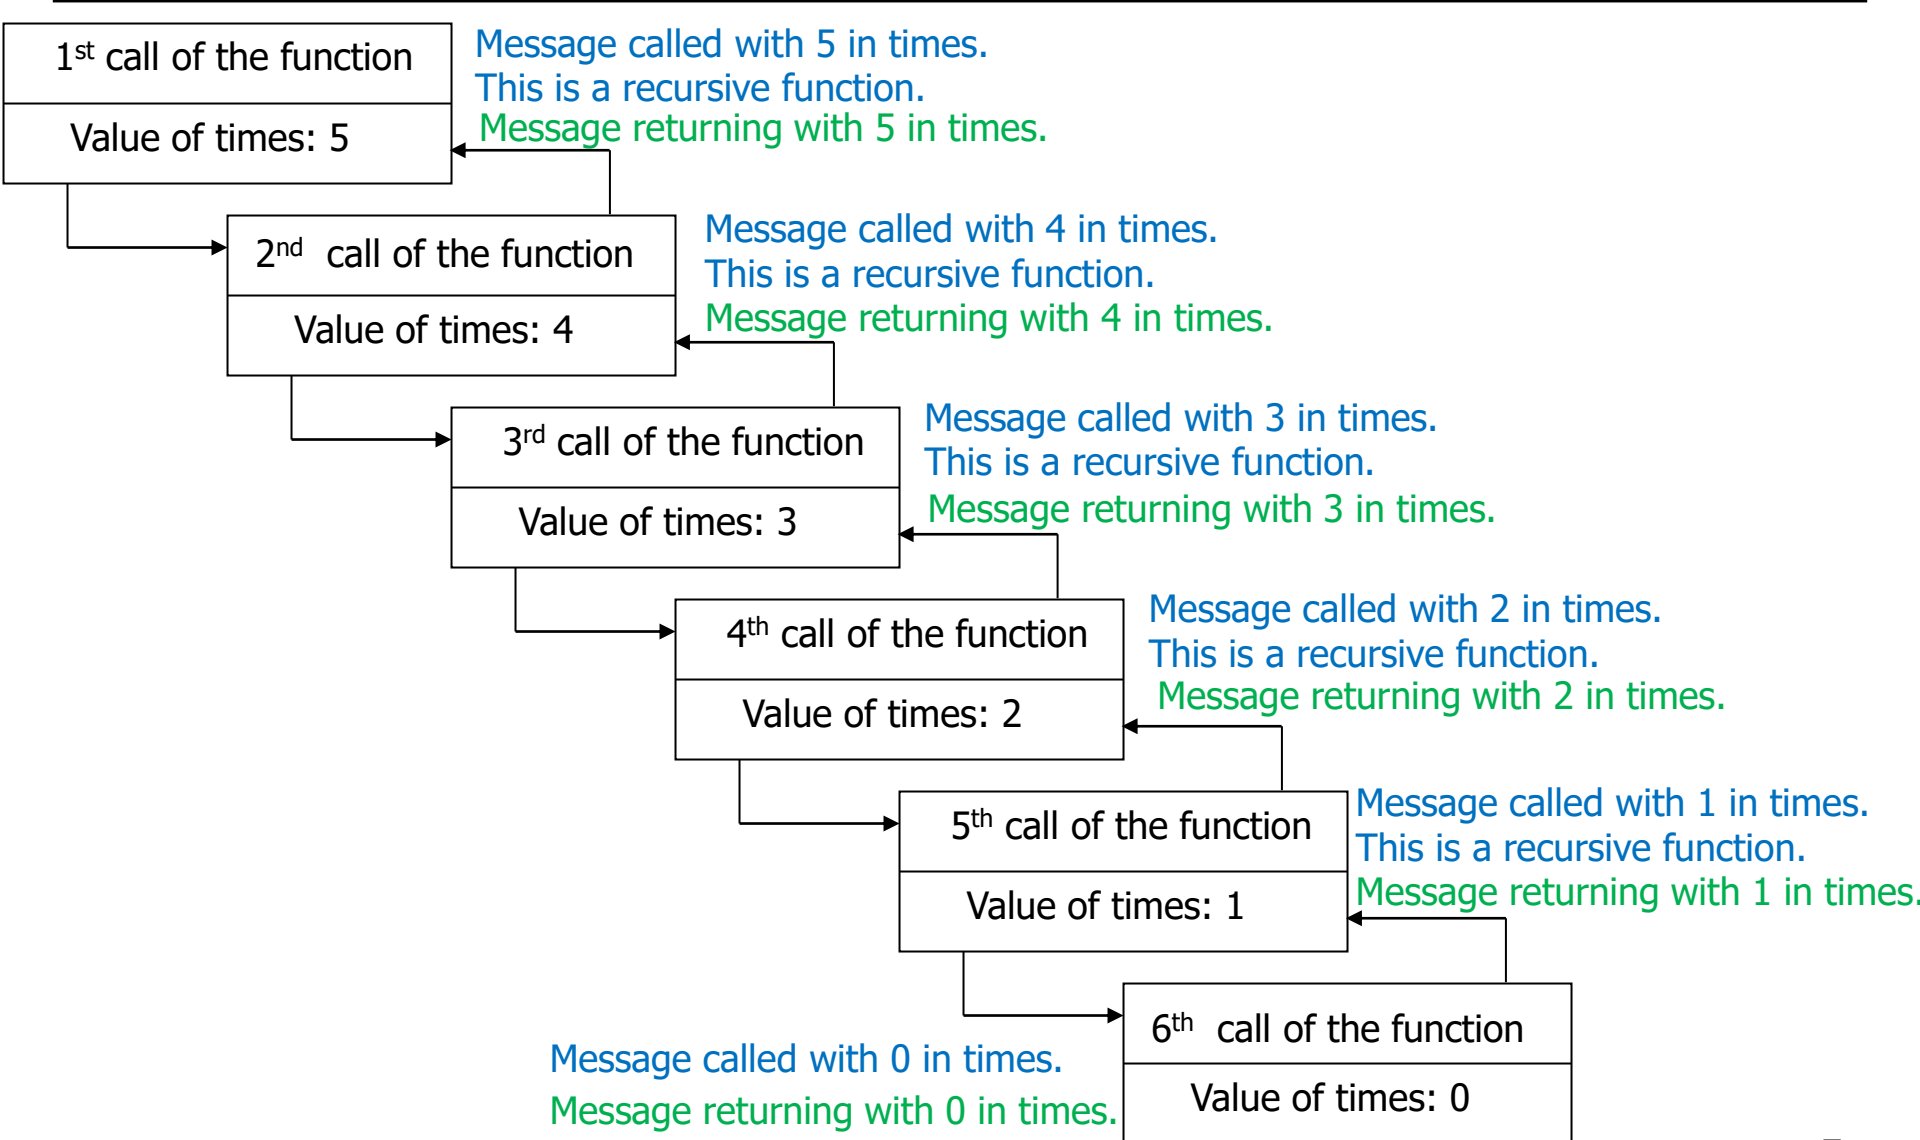 1st call of the function
Value of times: 5
Message called with 5 in times.
This is a recursive function.
Message returning with 5 in times.
2nd call of the function
Value of times: 4
Message called with 4 in times.
This is a recursive function.
Message returning with 4 in times.
3rd call of the function
Value of times: 3
Message called with 3 in times.
This is a recursive function.
Message returning with 3 in times.
4th call of the function
Value of times: 2
Message called with 2 in times.
This is a recursive function.
Message returning with 2 in times.
5th call of the function
Value of times: 1
Message called with 1 in times.
This is a recursive function.
Message returning with 1 in times.
6th call of the function
Value of times: 0
Message called with 0 in times.
Message returning with 0 in times.